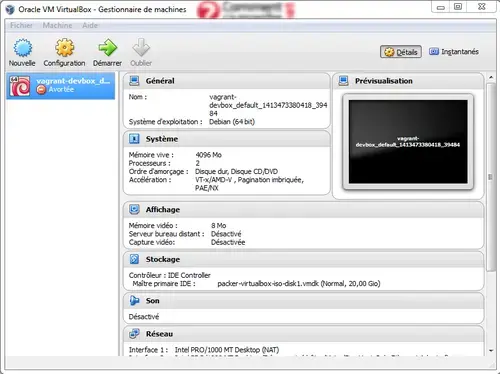 Oracle VM VirtualBox - Gestionnaire de machines
Fichier Machine Aide
Nouvelle Configuration Démarrer Oublier
Détails Instantanés
64
vagrant-devbox_d...
Avortée
Général
Nom : vagrant-
devbox_default_1413473380418_39
484
Système d'exploitation : Debian (64 bit)
Prévisualisation
vagrant-
devbox_default_1413473380418_39484
Système
Mémoire vive : 4096 Mo
Processeurs : 2
Ordre d'amorçage : Disque dur, Disque CD/DVD
Accélération : VT-x/AMD-V , Pagination imbriquée,
PAE/NX
Affichage
Mémoire vidéo : 8 Mo
Serveur bureau distant : Désactivé
Capture vidéo : Désactivée
Stockage
Contrôleur : IDE Controller
Maître primaire IDE : packer-virtualbox-iso-disk1.vmdk (Normal, 20,00 Gio)
Son
Désactivé
Réseau
Interface 1 : Intel PRO/1000 MT Desktop (NAT)